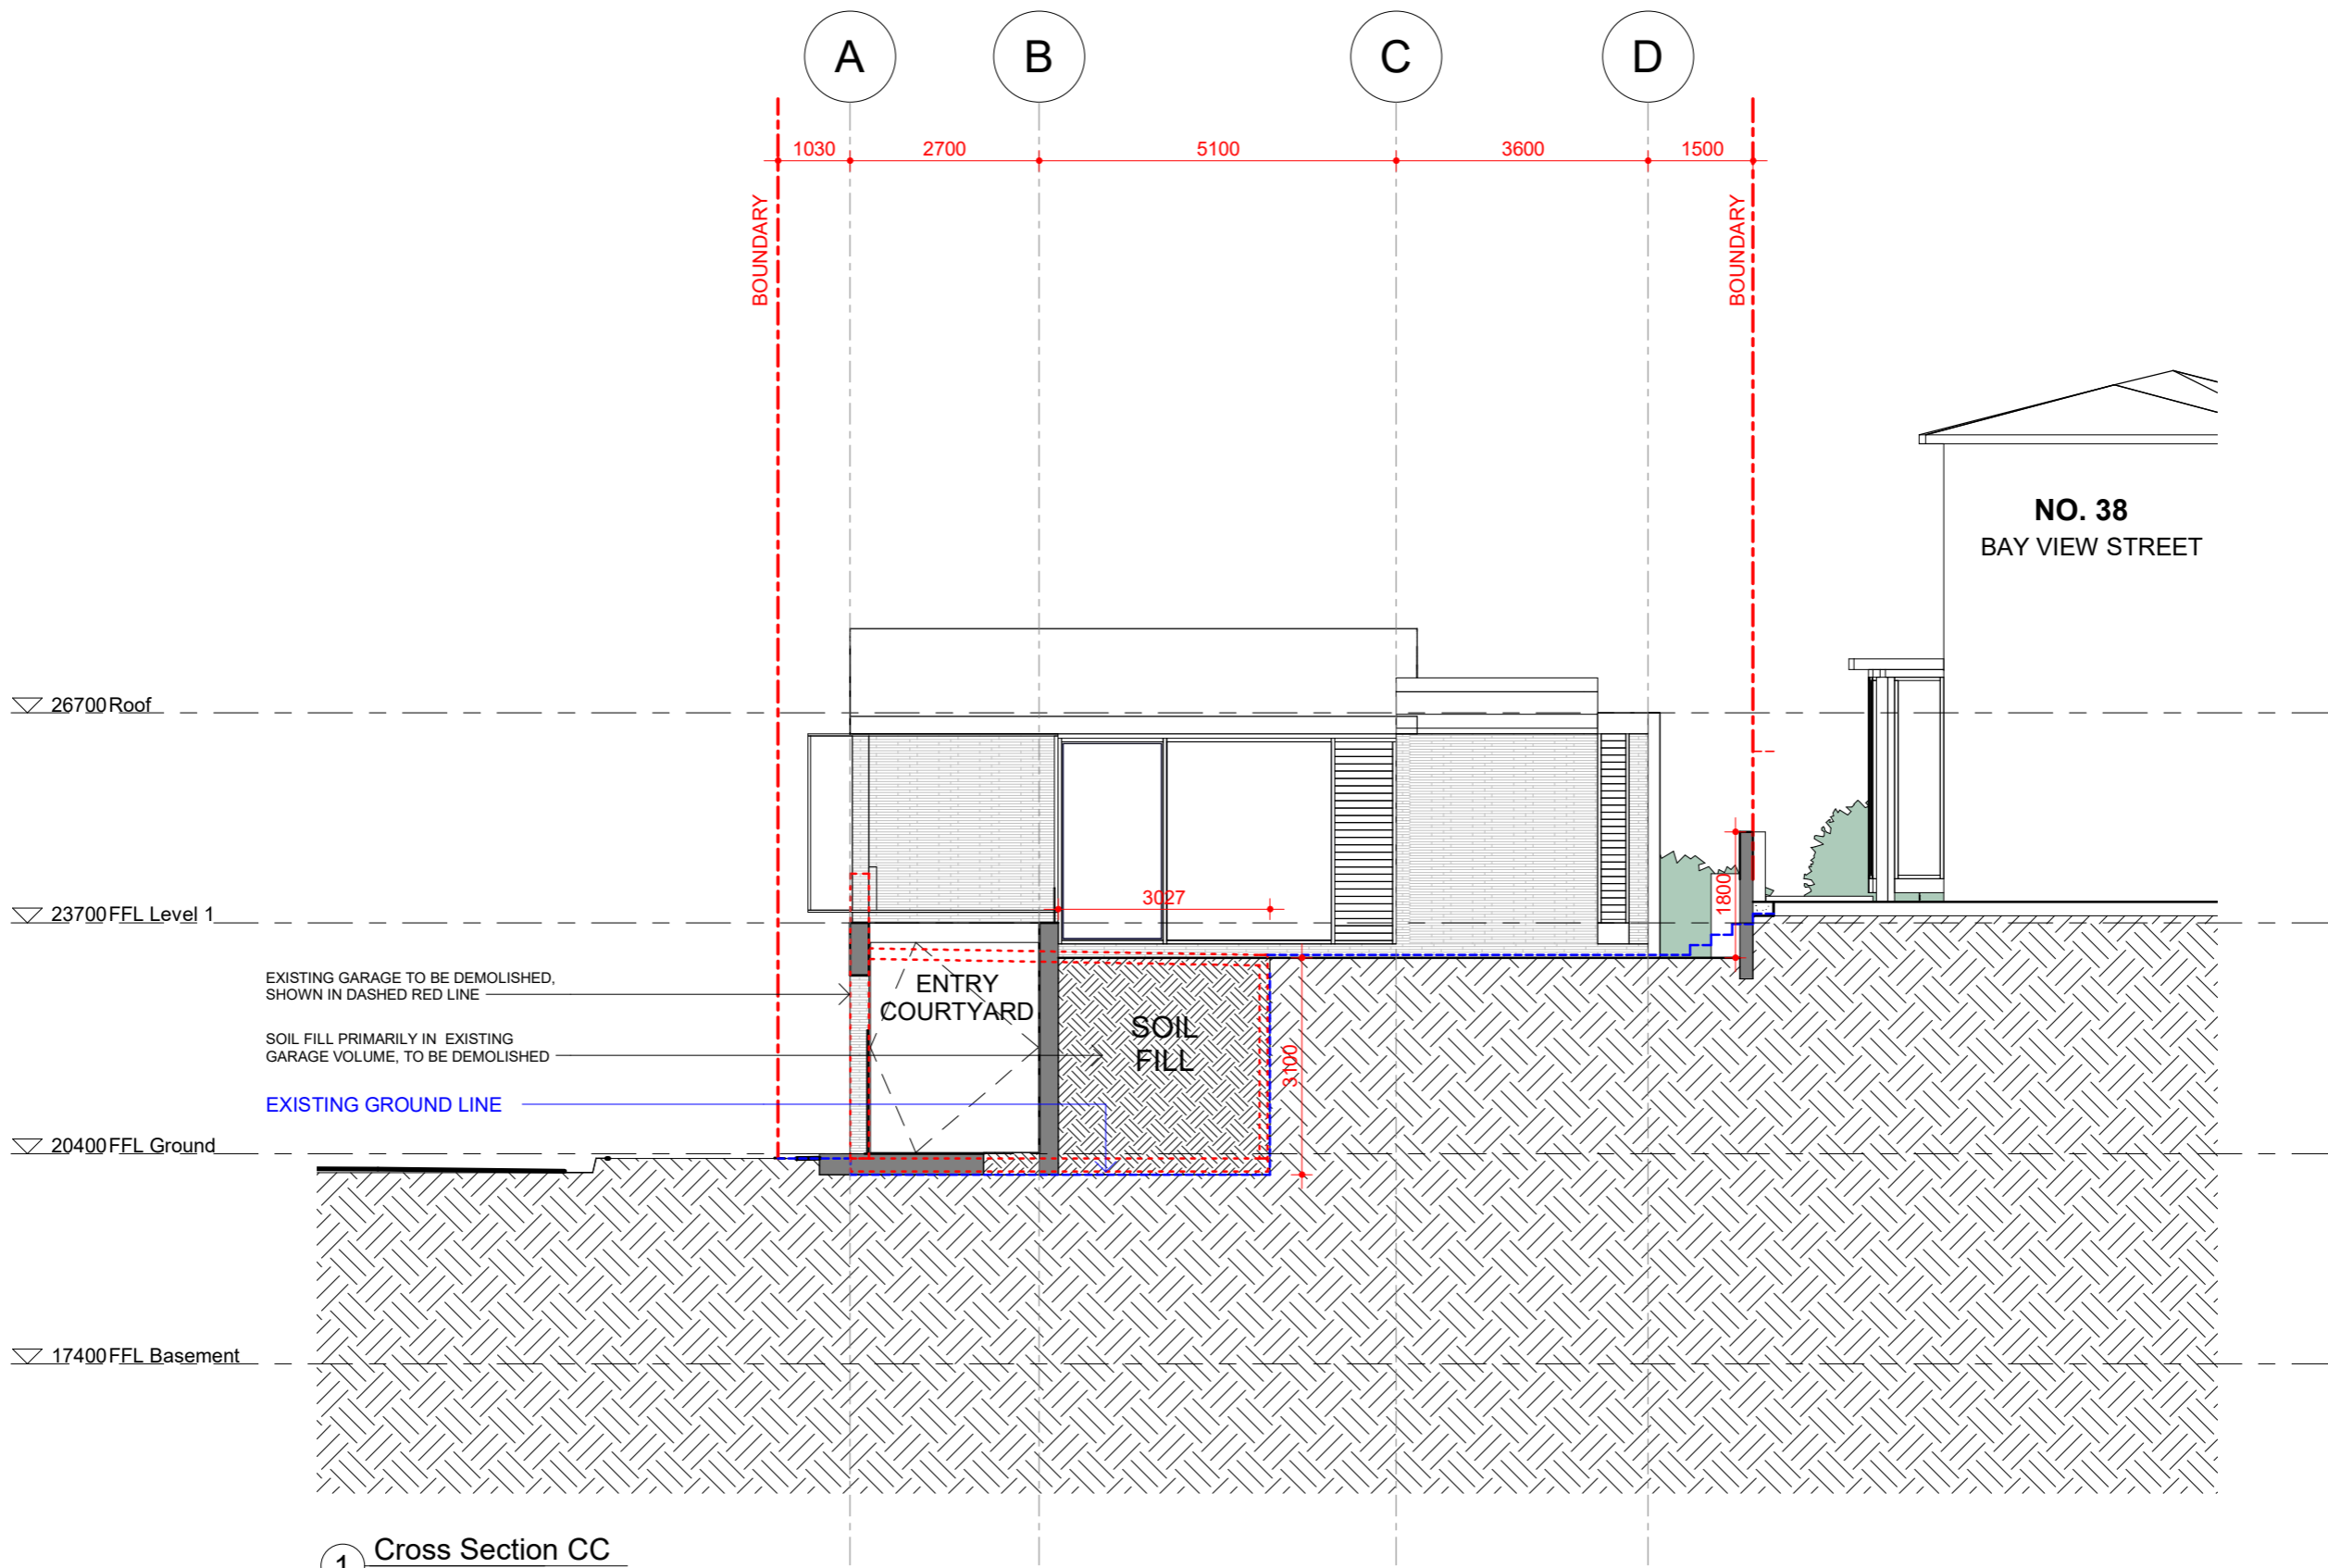 A
B
C
D
1030
2700
5100
3600
1500
BOUNDARY
BOUNDARY
NO. 38
BAY VIEW STREET
26700 Roof
23700 FFL Level 1
3027
1800
EXISTING GARAGE TO BE DEMOLISHED,
SHOWN IN DASHED RED LINE
ENTRY
COURTYARD
SOIL FILL PRIMARILY IN EXISTING
GARAGE VOLUME, TO BE DEMOLISHED
SOIL
FILL
3100
EXISTING GROUND LINE
20400 FFL Ground
17400 FFL Basement
1
Cross Section CC